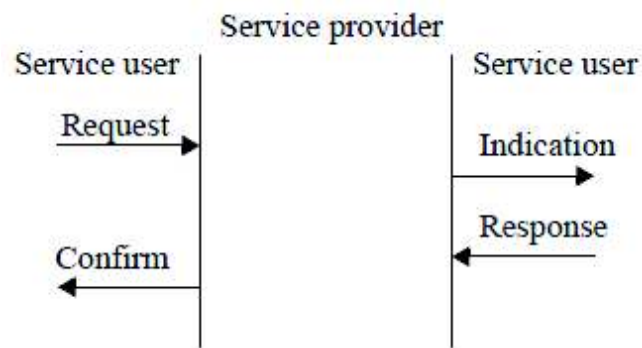 Service provider
Service user
Service user
Request
Indication
Response
Confirm